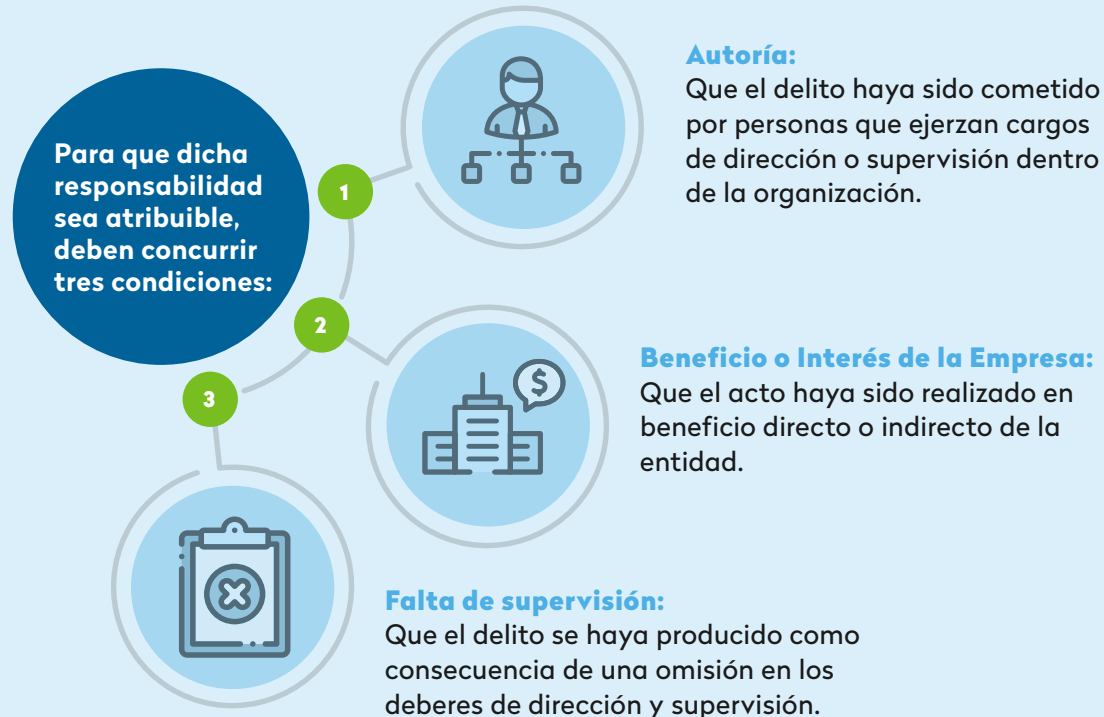 Para que dicha
responsabilidad
sea atribuible,
deben concurrir
tres condiciones:
1
Autoría:
Que el delito haya sido cometido
por personas que ejerzan cargos
de dirección o supervisión dentro
de la organización.
2
$
Beneficio o Interés de la Empresa:
Que el acto haya sido realizado en
beneficio directo o indirecto de la
entidad.
3
Falta de supervisión:
Que el delito se haya producido como
consecuencia de una omisión en los
deberes de dirección y supervisión.